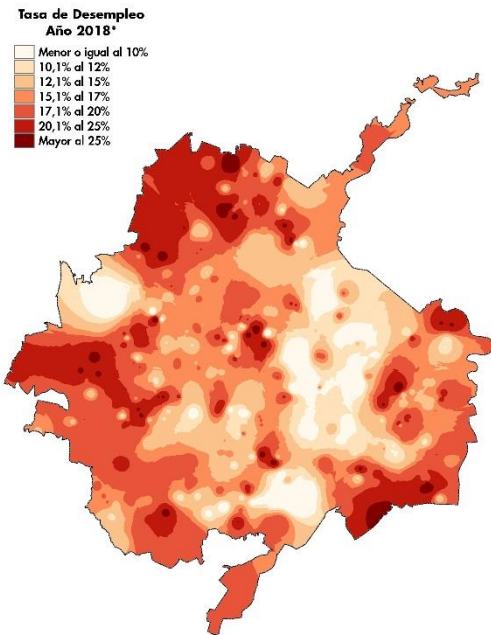 Tasa de Desempleo
Año 2018*
Menor o igual al 10%
10,1% al 12%
12,1% al 15%
15,1% al 17%
17,1% al 20%
20,1% al 25%
Mayor al 25%